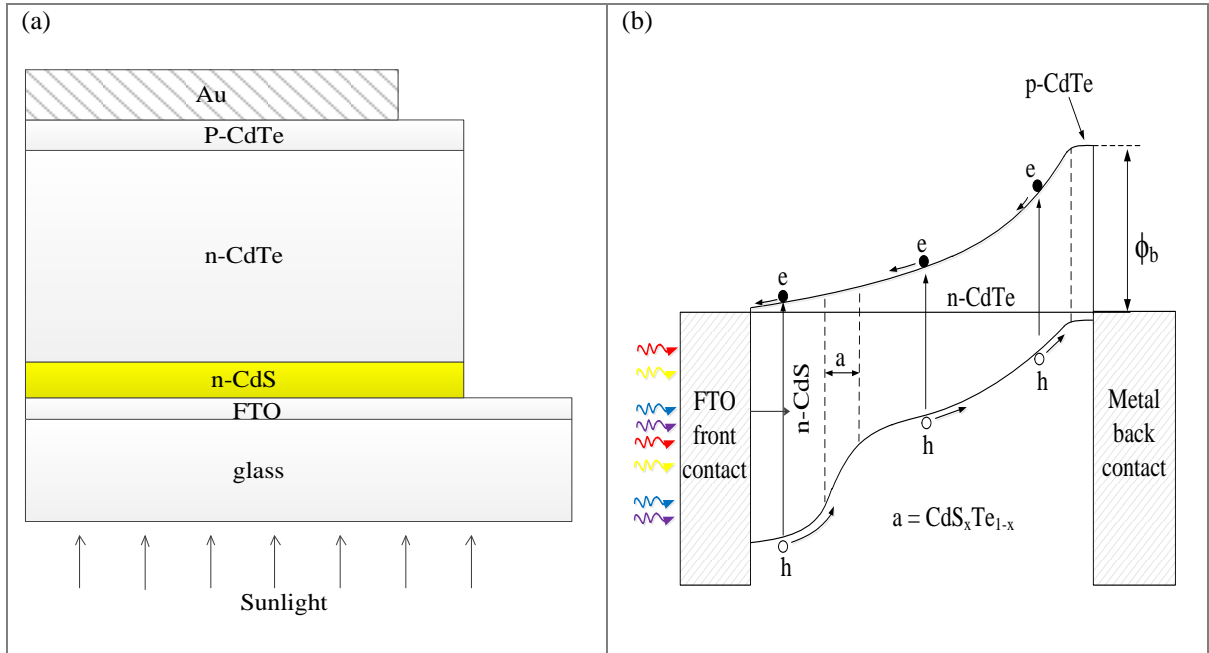 (a)
Au
P-CdTe
n-CdTe
n-CdS
FTO
glass
Sunlight
(b)
p-CdTe
e
e
e
ϕb
n-CdTe
a
n-CdS
h
h
h
FTO
front
contact
Metal
back
contact
a = CdSxTe1-x